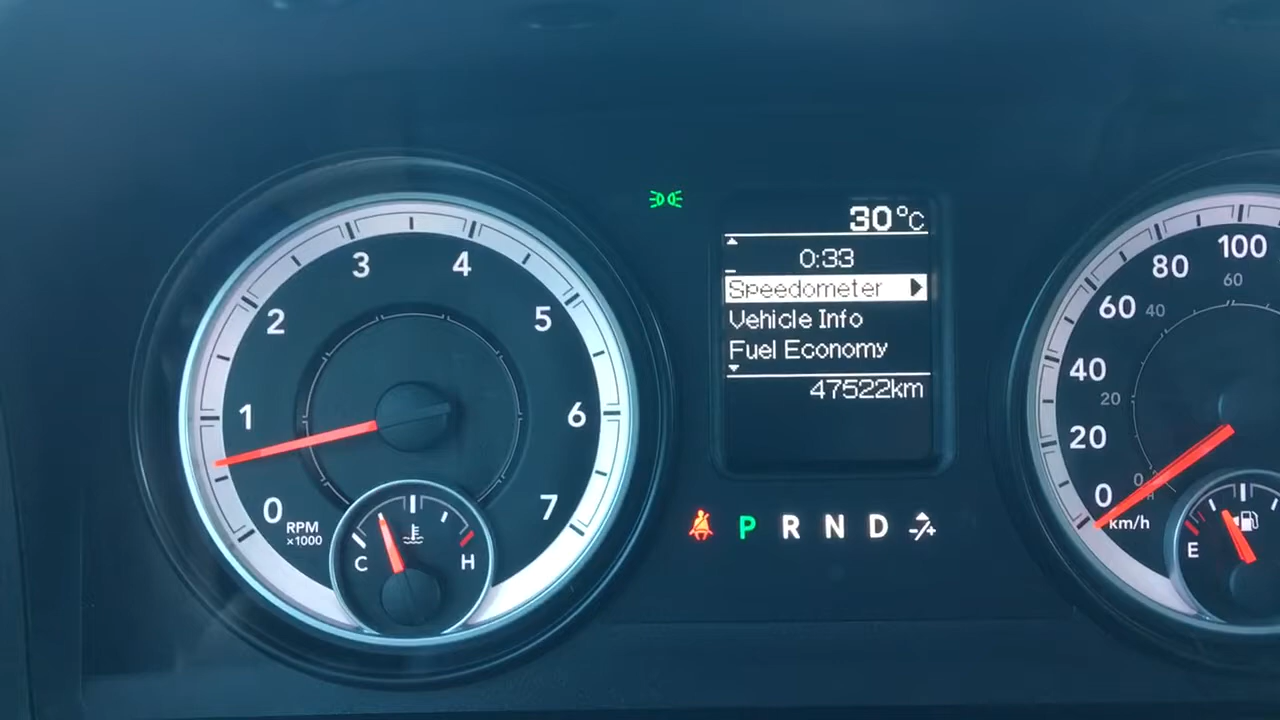 30°C
0:33
Speedometer
Vehicle Info
Fuel Economy
47522km
0
1
2
3
4
5
6
7
RPM
x1000
C
H
P R N D
0
20
40
60
80
100
km/h
0
20
40
60
E